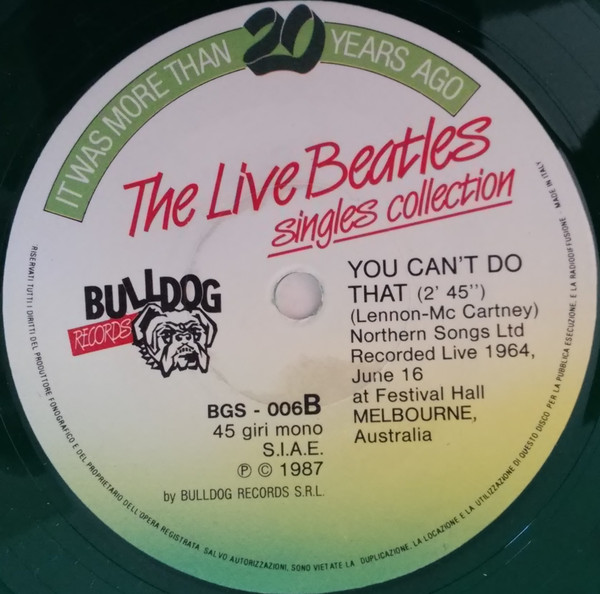 IT WAS MORE THAN 20 YEARS AGO
The Live Beatles
singles collection
BULLDOG
RECORDS
YOU CAN'T DO
THAT (2' 45'')
(Lennon-Mc Cartney)
Northern Songs Ltd
Recorded Live 1964,
June 16
at Festival Hall
MELBOURNE,
Australia
BGS - 006B
45 giri mono
S.I.A.E.
℗ © 1987
by BULLDOG RECORDS S.R.L.
RISERVATI TUTTI I DIRITTI DEL PRODUTTORE FONOGRAFICO E DEL PROPRIETARIO DELL'OPERA REGISTRATA. SALVO AUTORIZZAZIONI, SONO VIETATE LA DUPLICAZIONE, LA LOCAZIONE E LA UTILIZZAZIONE DI QUESTO DISCO PER LA PUBBLICA ESECUZIONE E LA RADIODIFFUSIONE MADE IN ITALY